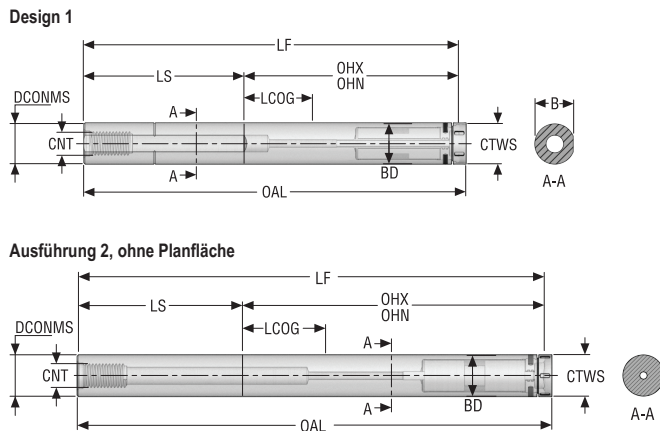 Design 1
LF
LS
OHX
OHN
DCONMS
A
LCOG
B
CNT
CTWS
A
BD
A-A
OAL
Ausführung 2, ohne Planfläche
LF
LS
OHX
OHN
DCONMS
LCOG
A
CNT
CTWS
A
BD
A-A
OAL